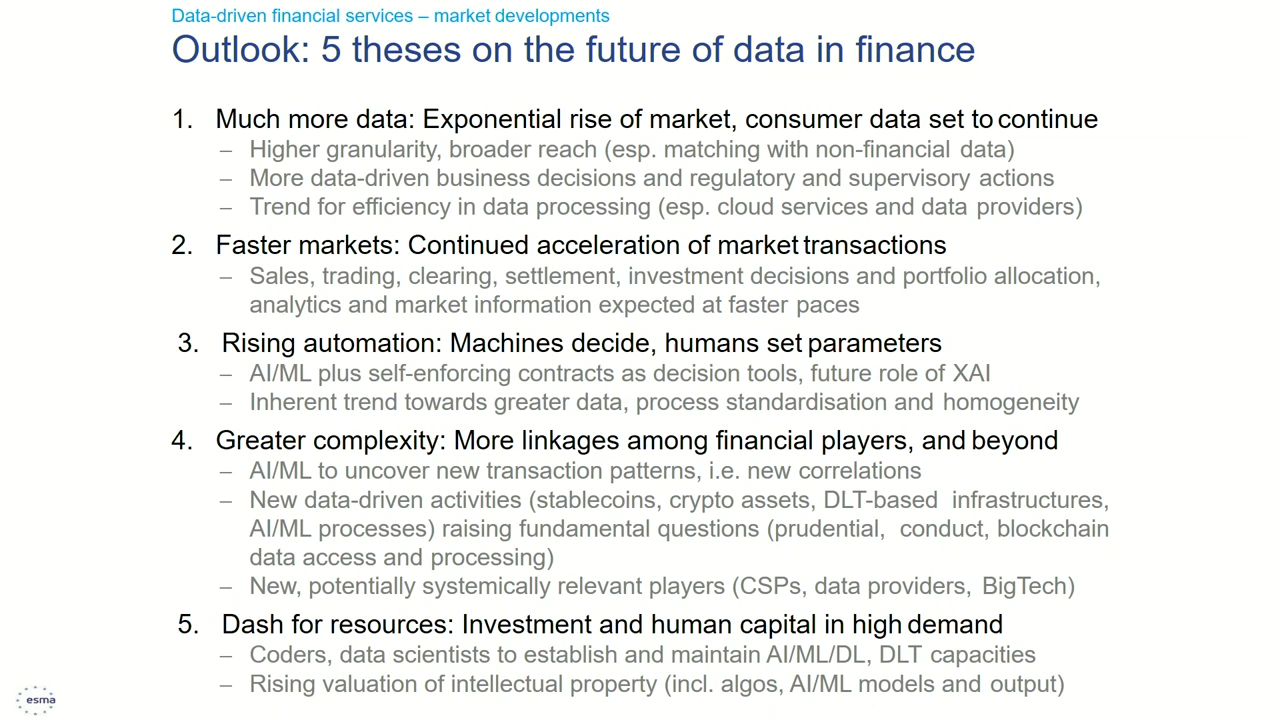 Data-driven financial services – market developments
Outlook: 5 theses on the future of data in finance
1. Much more data: Exponential rise of market, consumer data set to continue
– Higher granularity, broader reach (esp. matching with non-financial data)
– More data-driven business decisions and regulatory and supervisory actions
– Trend for efficiency in data processing (esp. cloud services and data providers)
2. Faster markets: Continued acceleration of market transactions
– Sales, trading, clearing, settlement, investment decisions and portfolio allocation,
analytics and market information expected at faster paces
3. Rising automation: Machines decide, humans set parameters
– AI/ML plus self-enforcing contracts as decision tools, future role of XAI
– Inherent trend towards greater data, process standardisation and homogeneity
4. Greater complexity: More linkages among financial players, and beyond
– AI/ML to uncover new transaction patterns, i.e. new correlations
– New data-driven activities (stablecoins, crypto assets, DLT-based infrastructures,
AI/ML processes) raising fundamental questions (prudential, conduct, blockchain
data access and processing)
– New, potentially systemically relevant players (CSPs, data providers, BigTech)
5. Dash for resources: Investment and human capital in high demand
– Coders, data scientists to establish and maintain AI/ML/DL, DLT capacities
– Rising valuation of intellectual property (incl. algos, AI/ML models and output)
esma